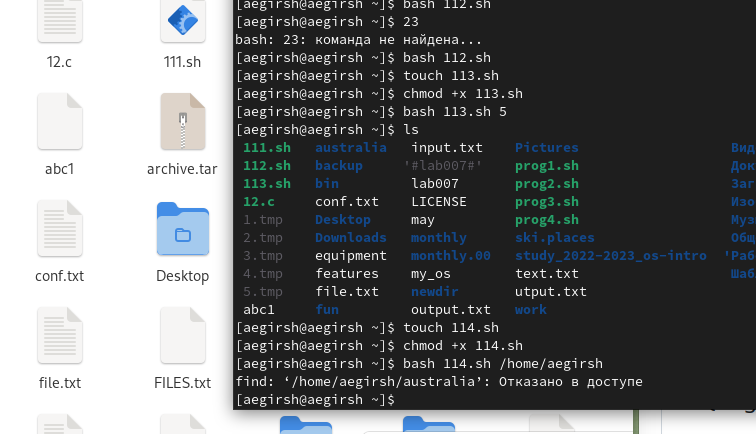 12.c 111.sh
abc1 archive.tar
conf.txt Desktop
file.txt FILES.txt
[aegirsh@aegirsh ~]$ bash 112.sh
[aegirsh@aegirsh ~]$ 23
bash: 23: команда не найдена...
[aegirsh@aegirsh ~]$ bash 112.sh
[aegirsh@aegirsh ~]$ touch 113.sh
[aegirsh@aegirsh ~]$ chmod +x 113.sh
[aegirsh@aegirsh ~]$ bash 113.sh 5
[aegirsh@aegirsh ~]$ ls
111.sh australia input.txt Pictures Вид
112.sh backup '#lab007#' prog1.sh Док
113.sh bin lab007 prog2.sh Заг
12.c conf.txt LICENSE prog3.sh Изо
1.tmp Desktop may prog4.sh Муз
2.tmp Downloads monthly ski.places Общ
3.tmp equipment monthly.00 study_2022-2023_os-intro 'Раб
4.tmp features my_os text.txt Шаб
5.tmp file.txt newdir utput.txt
abc1 fun output.txt work
[aegirsh@aegirsh ~]$ touch 114.sh
[aegirsh@aegirsh ~]$ chmod +x 114.sh
[aegirsh@aegirsh ~]$ bash 114.sh /home/aegirsh
find: ‘/home/aegirsh/australia’: Отказано в доступе
[aegirsh@aegirsh ~]$